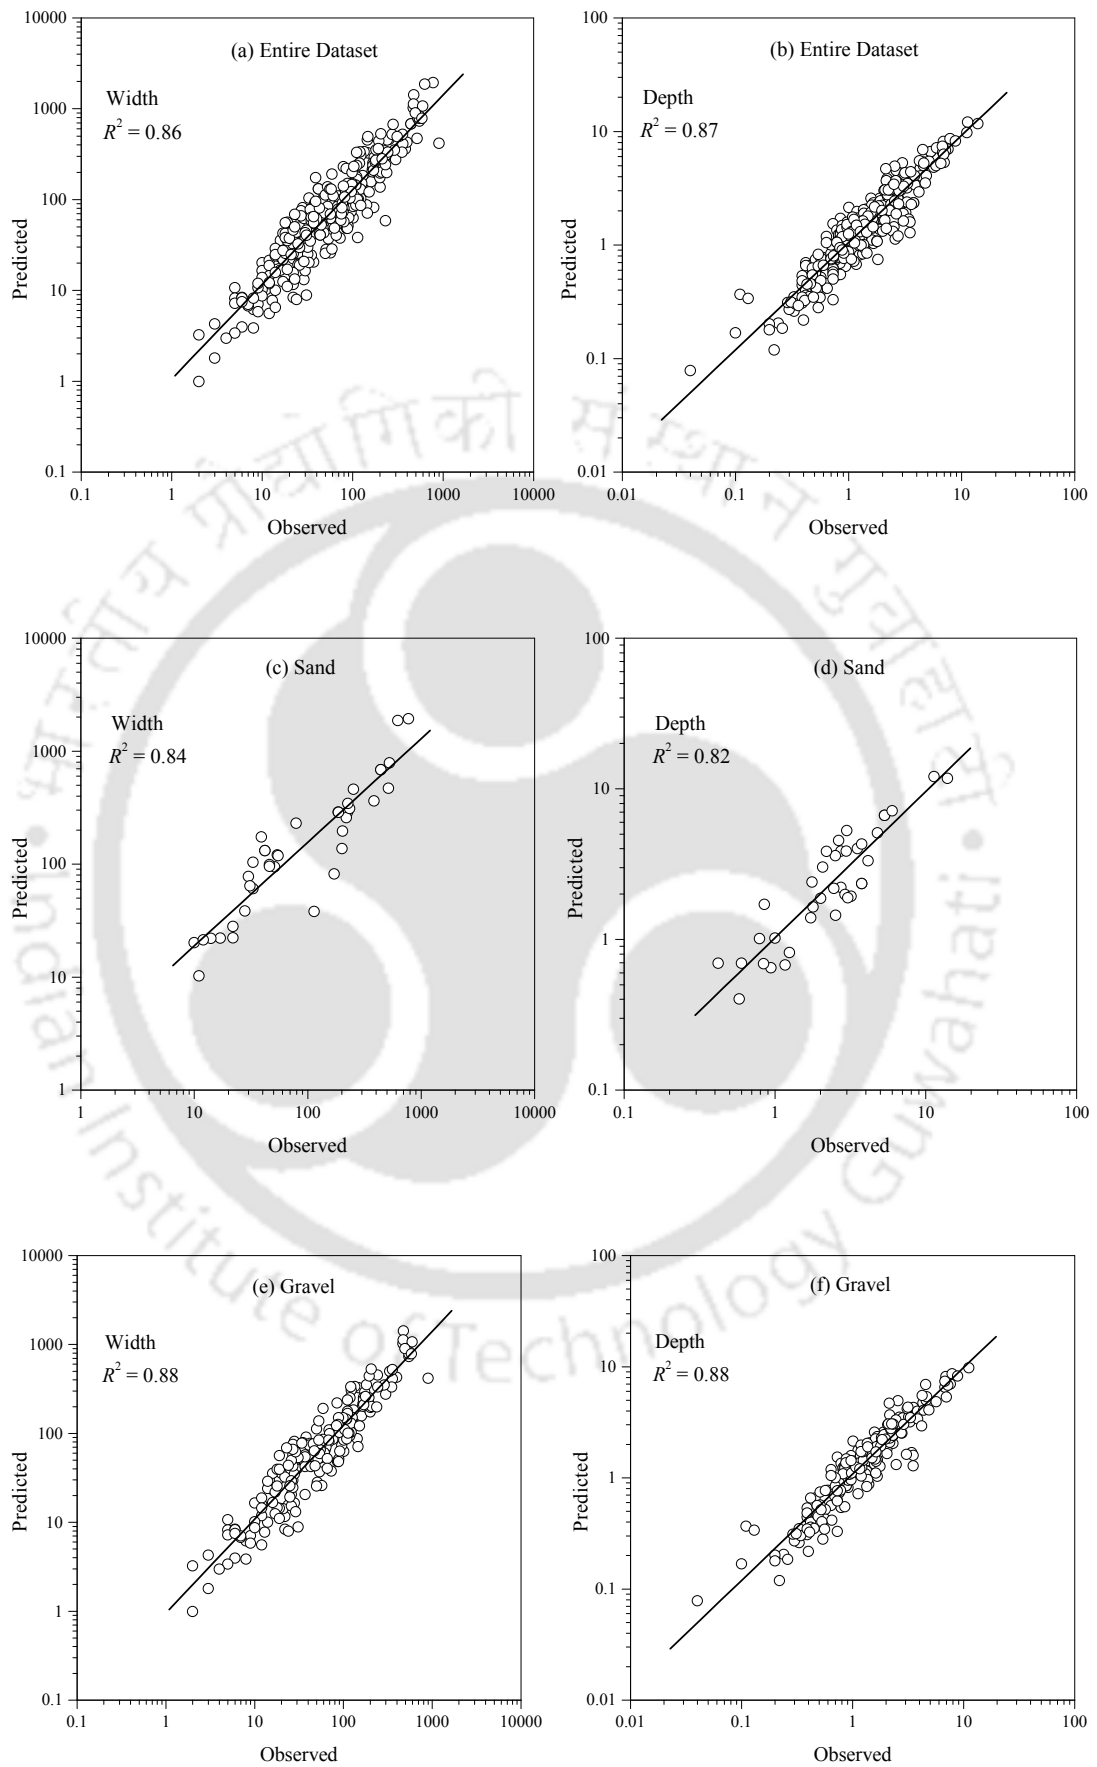 (a) Entire Dataset
Width
R² = 0.86
10000
1000
100
10
1
0.1
Predicted
0.1 1 10 100 1000 10000
Observed
(b) Entire Dataset
Depth
R² = 0.87
100
10
1
0.1
0.01
Predicted
0.01 0.1 1 10 100
Observed
(c) Sand
Width
R² = 0.84
10000
1000
100
10
1
Predicted
1 10 100 1000 10000
Observed
(d) Sand
Depth
R² = 0.82
100
10
1
0.1
Predicted
0.1 1 10 100
Observed
(e) Gravel
Width
R² = 0.88
10000
1000
100
10
1
0.1
Predicted
0.1 1 10 100 1000 10000
Observed
(f) Gravel
Depth
R² = 0.88
100
10
1
0.1
0.01
Predicted
0.01 0.1 1 10 100
Observed
भारतीय प्रौद्योगिकी संस्थान गुवाहाटी
Indian Institute of Technology Guwahati